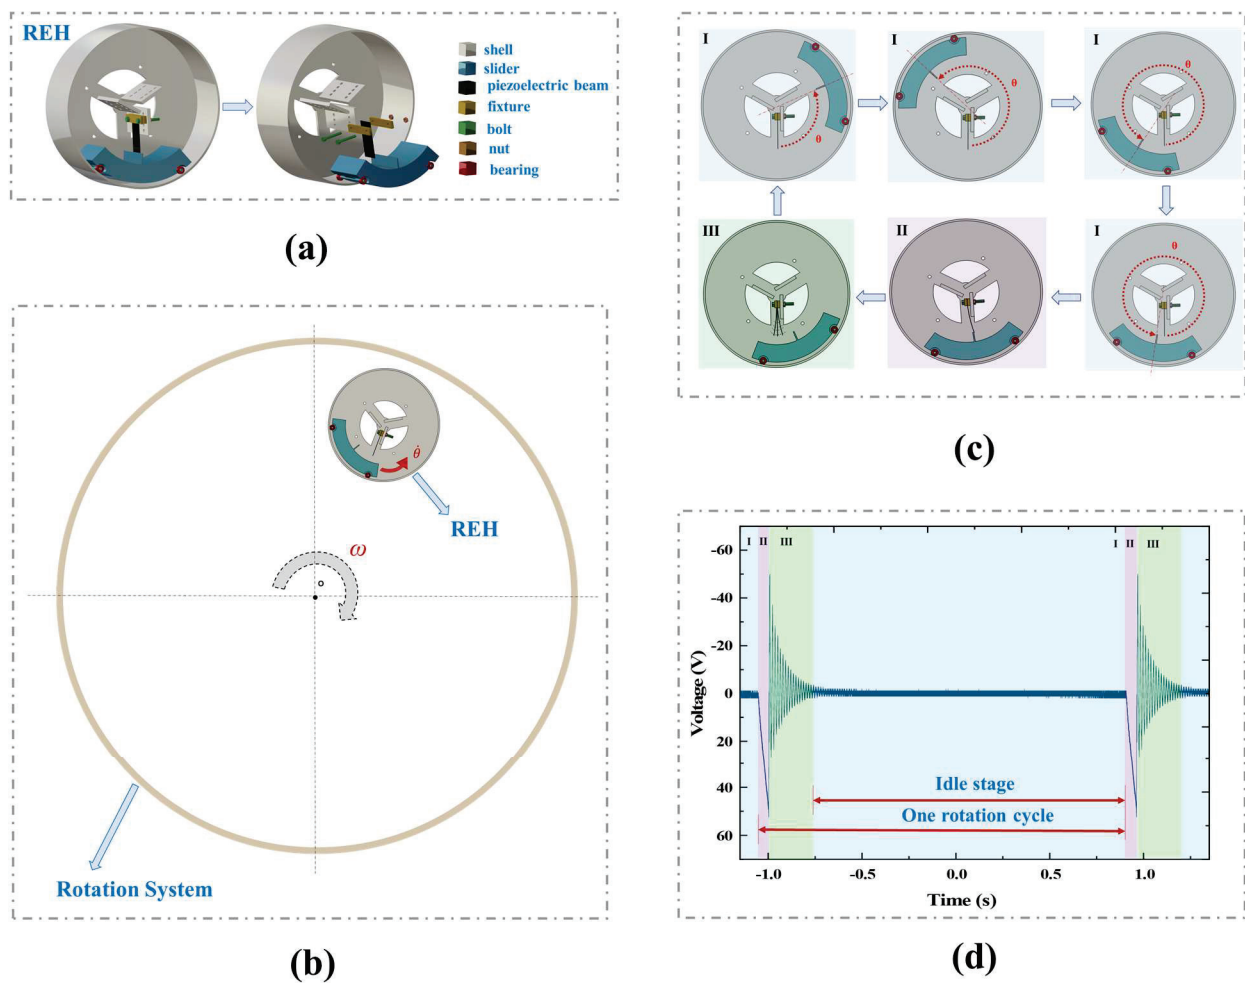 REH
shell
slider
piezoelectric beam
fixture
bolt
nut
bearing
(a)
θ̇
REH
ω
o
Rotation System
(b)
I
θ
I
θ
I
θ
III
II
I
θ
(c)
I
II
III
I
II
III
-60
-40
-20
0
20
40
60
Voltage (V)
Idle stage
One rotation cycle
-1.0
-0.5
0.0
0.5
1.0
Time (s)
(d)